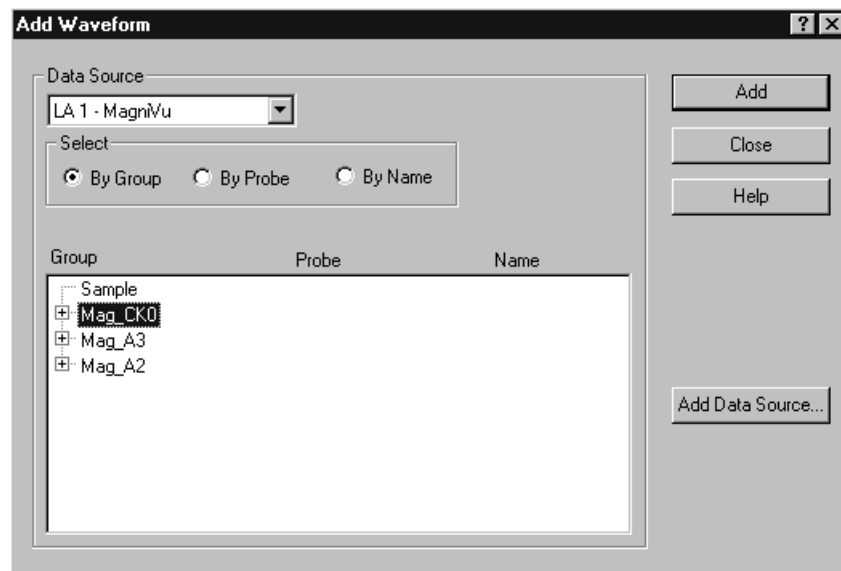 Add Waveform
? ×
Data Source
LA 1 - MagniVu
Select
By Group By Probe By Name
Add
Close
Help
Group Probe Name
Sample
Mag_CK0
Mag_A3
Mag_A2
Add Data Source...